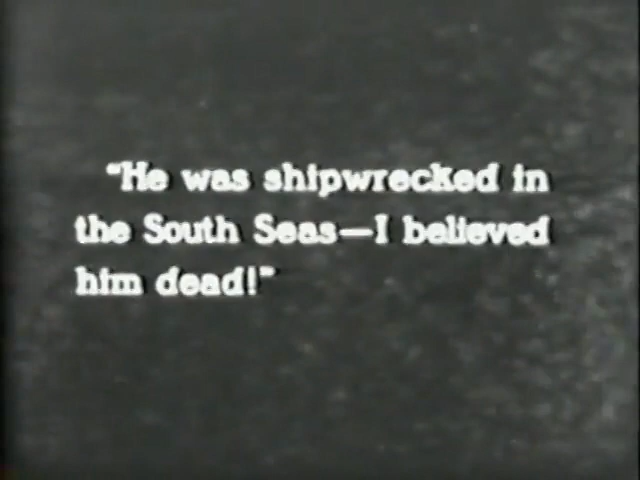 "He was shipwrecked in
the South Seas—I believed
him dead!"